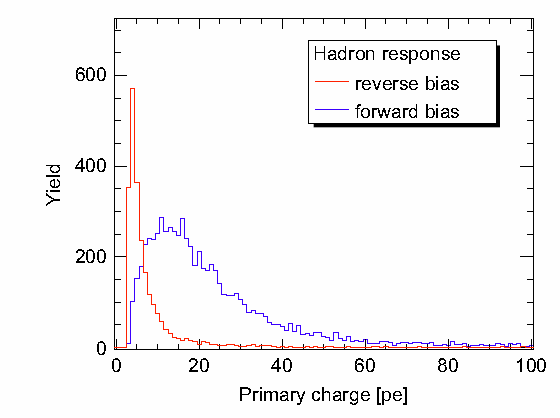 Hadron response
reverse bias
forward bias
600
400
200
0
Yield
0 20 40 60 80 100
Primary charge [pe]